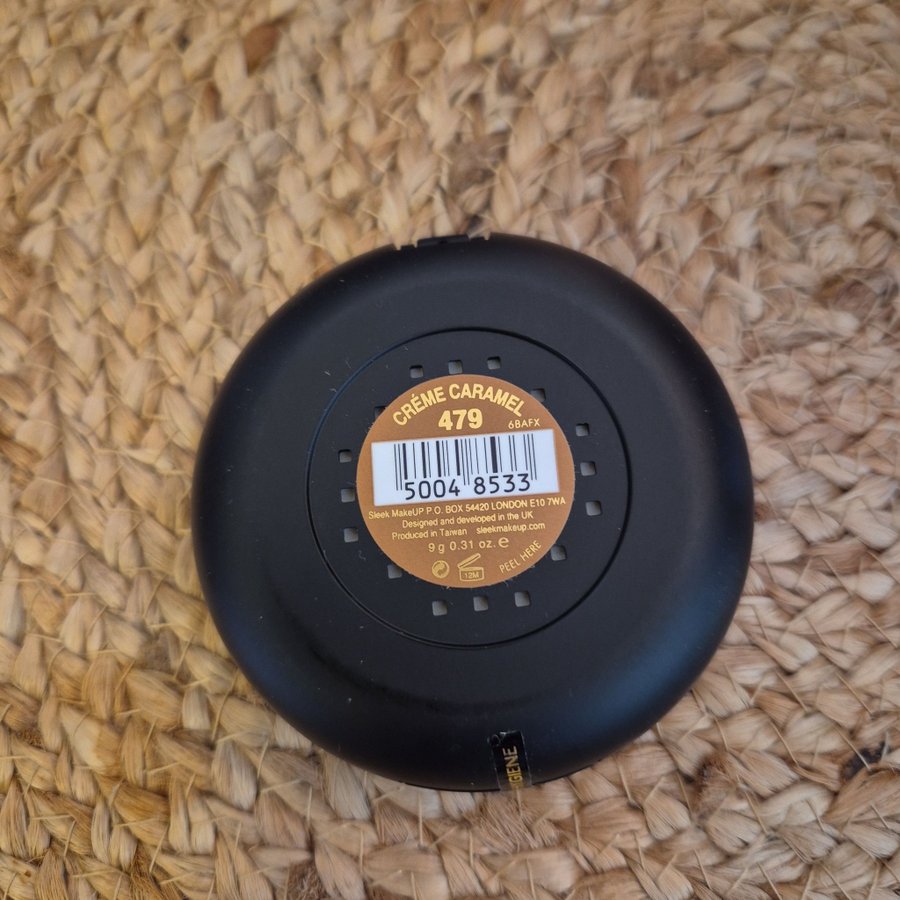 CRÉME CARAMEL
479
6BAFX
5004 8533
Sleek MakeUP P.O. BOX 54420 LONDON E10 7WA
Designed and developed in the UK
Produced in Taiwan sleekmakeup.com
9 g 0.31 oz. e
12M
PEEL HERE
GIENE